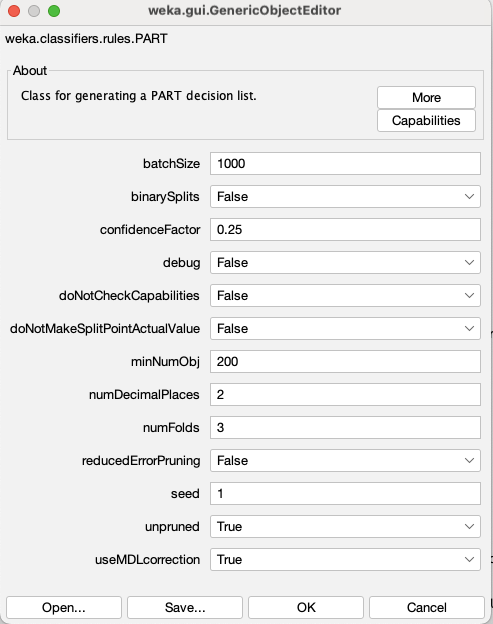 weka.gui.GenericObjectEditor
weka.classifiers.rules.PART
About
Class for generating a PART decision list.
More
Capabilities
batchSize 1000
binarySplits False
confidenceFactor 0.25
debug False
doNotCheckCapabilities False
doNotMakeSplitPointActualValue False
minNumObj 200
numDecimalPlaces 2
numFolds 3
reducedErrorPruning False
seed 1
unpruned True
useMDLcorrection True
Open... Save... OK Cancel